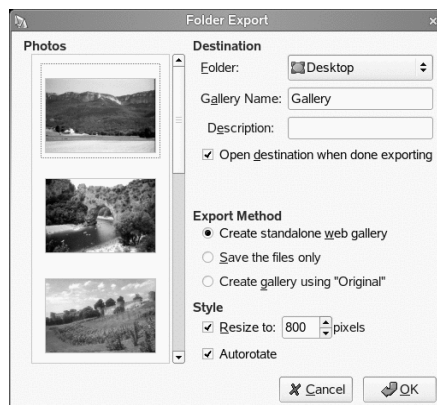 Folder Export
Photos
Destination
Folder: Desktop
Gallery Name: Gallery
Description:
Open destination when done exporting
Export Method
Create standalone web gallery
Save the files only
Create gallery using "Original"
Style
Resize to: 800 pixels
Autorotate
Cancel OK